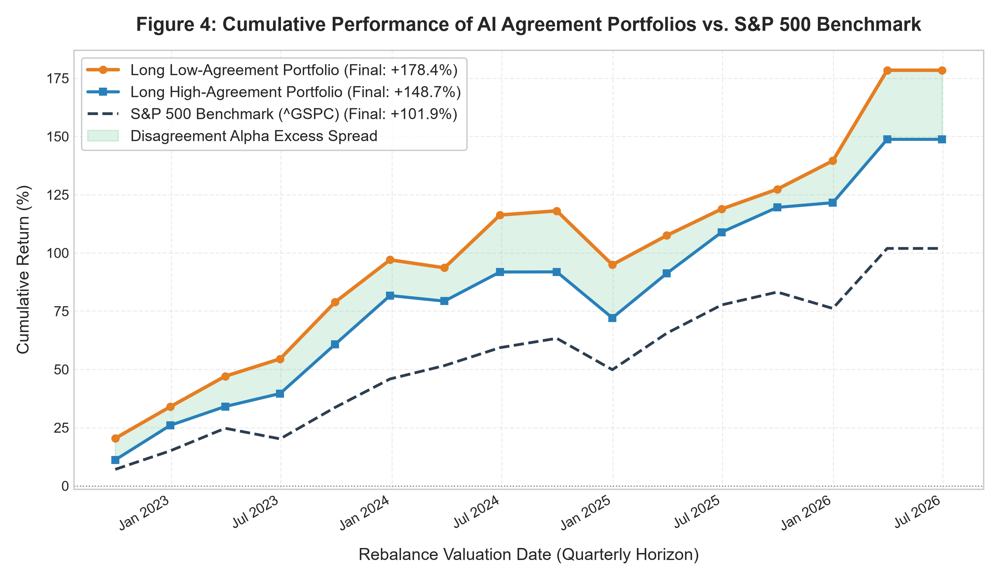 Figure 4: Cumulative Performance of AI Agreement Portfolios vs. S&P 500 Benchmark
Long Low-Agreement Portfolio (Final: +178.4%)
Long High-Agreement Portfolio (Final: +148.7%)
S&P 500 Benchmark (^GSPC) (Final: +101.9%)
Disagreement Alpha Excess Spread
Cumulative Return (%)
175
150
125
100
75
50
25
0
Jan 2023
Jul 2023
Jan 2024
Jul 2024
Jan 2025
Jul 2025
Jan 2026
Jul 2026
Rebalance Valuation Date (Quarterly Horizon)